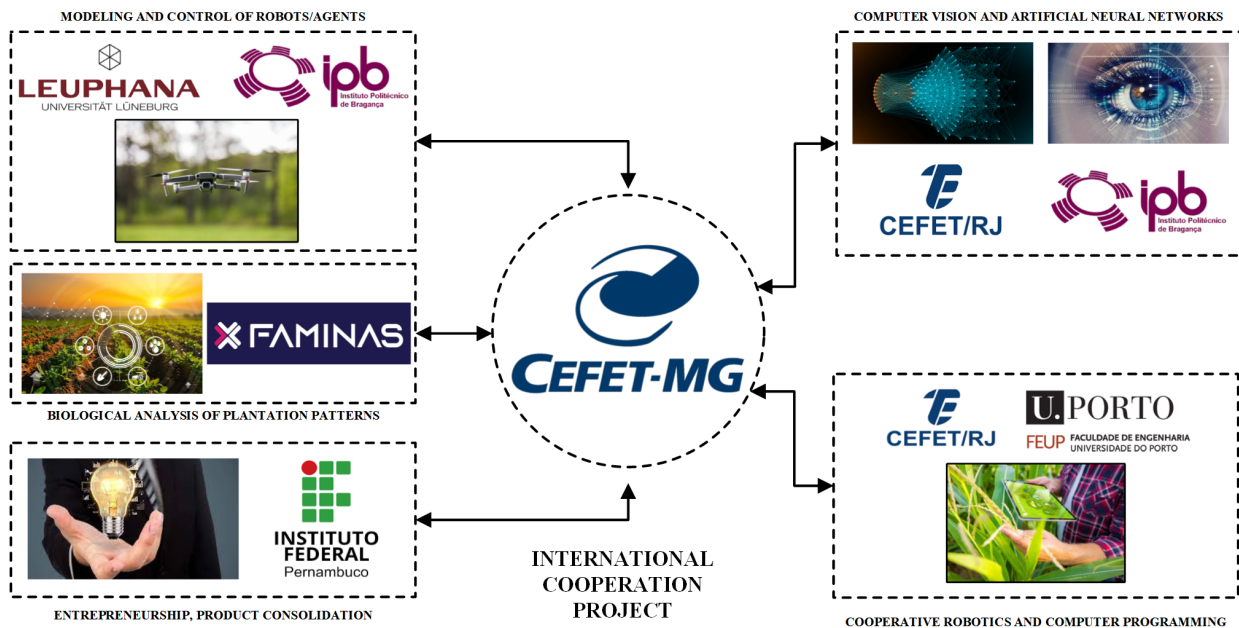 MODELING AND CONTROL OF ROBOTS/AGENTS
LEUPHANA
UNIVERSITÄT LÜNEBURG
ipb
Instituto Politécnico
de Bragança
COMPUTER VISION AND ARTIFICIAL NEURAL NETWORKS
CEFET/RJ
ipb
Instituto Politécnico
de Bragança
FAMINAS
BIOLOGICAL ANALYSIS OF PLANTATION PATTERNS
CEFET-MG
INSTITUTO
FEDERAL
Pernambuco
ENTREPRENEURSHIP, PRODUCT CONSOLIDATION
INTERNATIONAL
COOPERATION
PROJECT
CEFET/RJ
U.PORTO
FEUP FACULDADE DE ENGENHARIA
UNIVERSIDADE DO PORTO
COOPERATIVE ROBOTICS AND COMPUTER PROGRAMMING